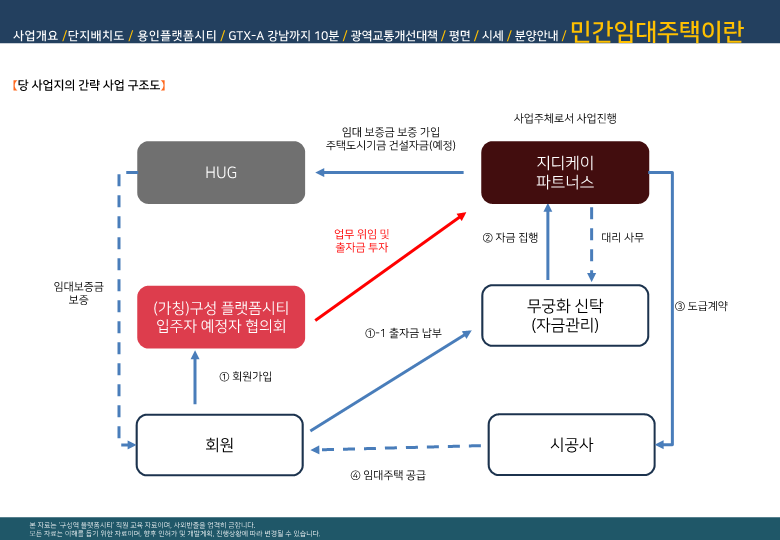 사업개요 /단지배치도 / 용인플랫폼시티 / GTX-A 강남까지 10분 / 광역교통개선대책 / 평면 / 시세 / 분양안내 / 민간임대주택이란
【당 사업지의 간략 사업 구조도】
사업주체로서 사업진행
임대 보증금 보증 가입
주택도시기금 건설자금(예정)
HUG
지디케이
파트너스
업무 위임 및
출자금 투자
② 자금 집행
대리 사무
임대보증금
보증
(가칭)구성 플랫폼시티
입주자 예정자 협의회
무궁화 신탁
(자금관리)
③ 도급계약
①-1 출자금 납부
① 회원가입
회원
시공사
④ 임대주택 공급
본 자료는 '구성역 플랫폼시티' 직원 교육 자료이며, 사외반출을 엄격히 금합니다.
모든 자료는 이해를 돕기 위한 자료이며, 향후 인허가 및 개발계획, 진행상황에 따라 변경될 수 있습니다.